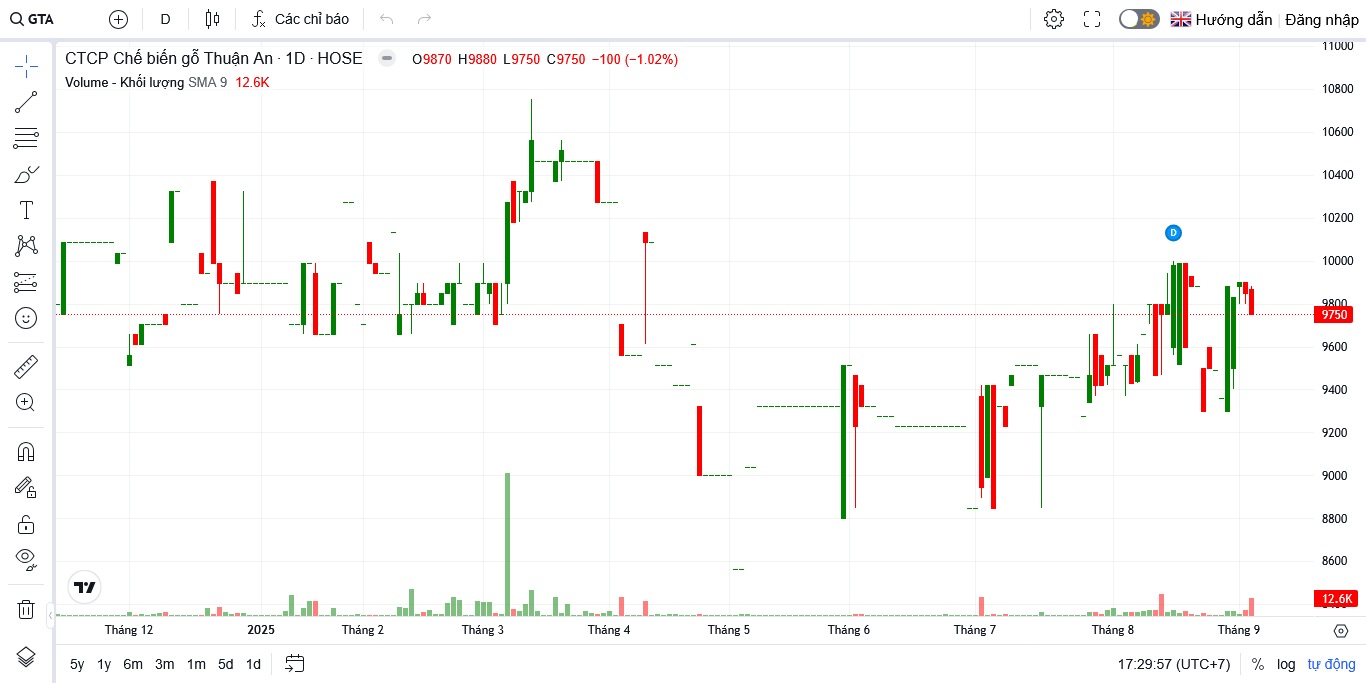 GTA D Các chỉ báo Hướng dẫn Đăng nhập
CTCP Chế biến gỗ Thuận An · 1D · HOSE O9870 H9880 L9750 C9750 −100 (−1.02%)
Volume - Khối lượng SMA 9 12.6K
11000
10800
10600
10400
10200
D
10000
9800
9750
9600
9400
9200
9000
8800
8600
12.6K
Tháng 12 2025 Tháng 2 Tháng 3 Tháng 4 Tháng 5 Tháng 6 Tháng 7 Tháng 8 Tháng 9
5y 1y 6m 3m 1m 5d 1d 17:29:57 (UTC+7) % log tự động